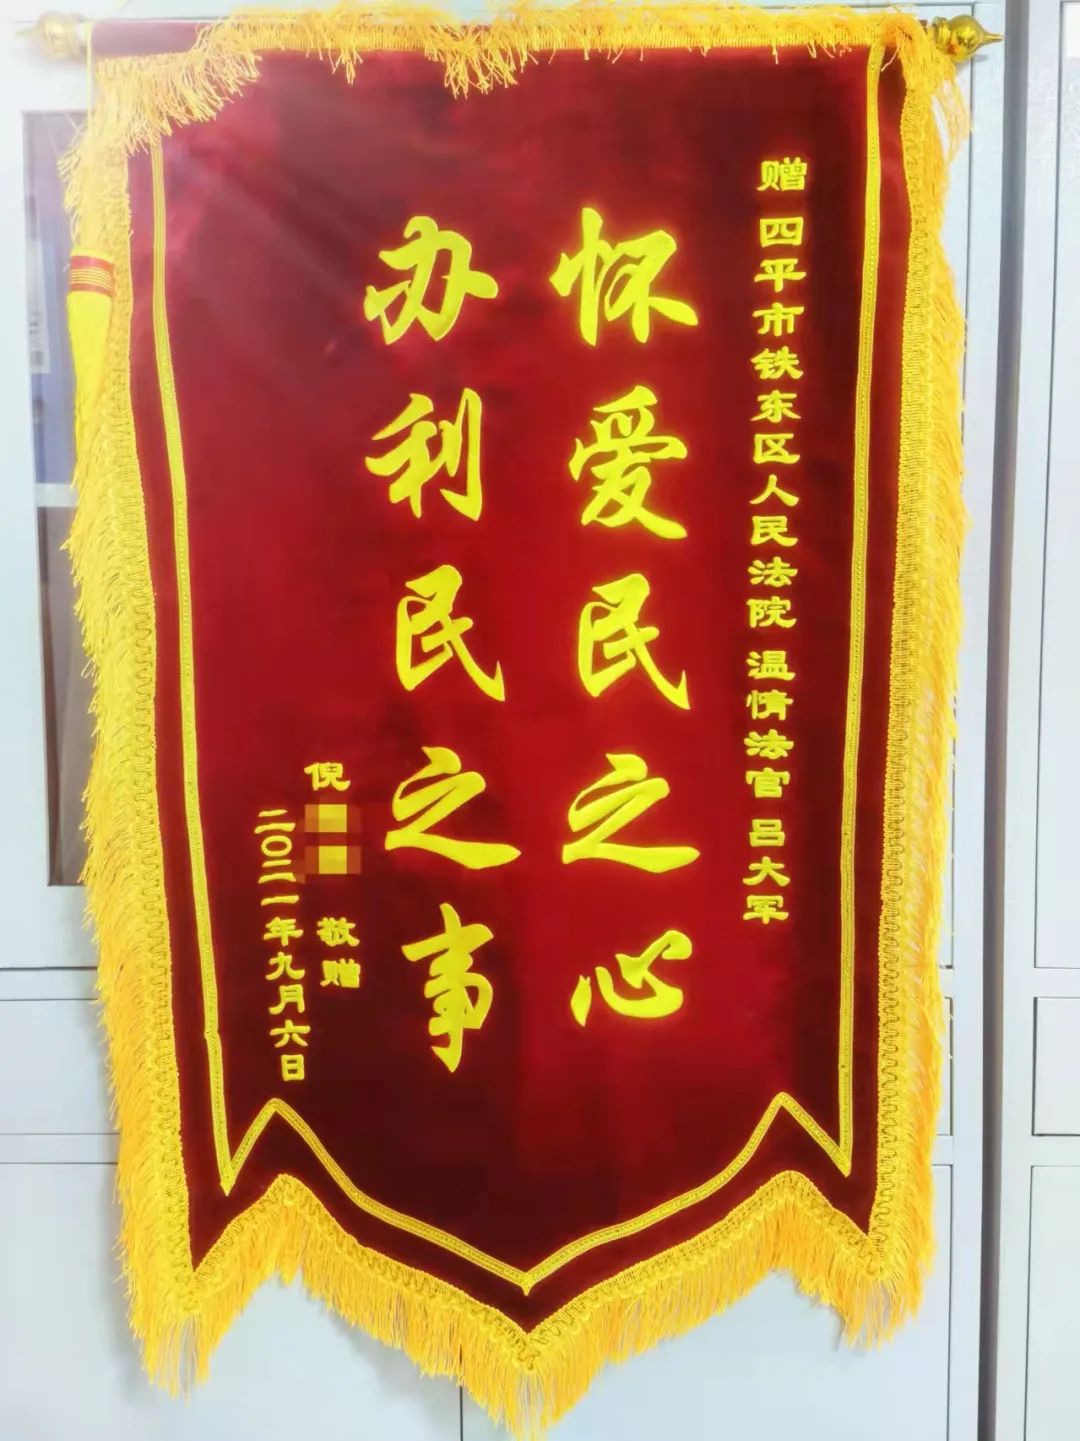 赠 四平市铁东区人民法院 温情法官 吕大军
怀爱民之心
办利民之事
倪 敬赠
二〇二一年九月六日